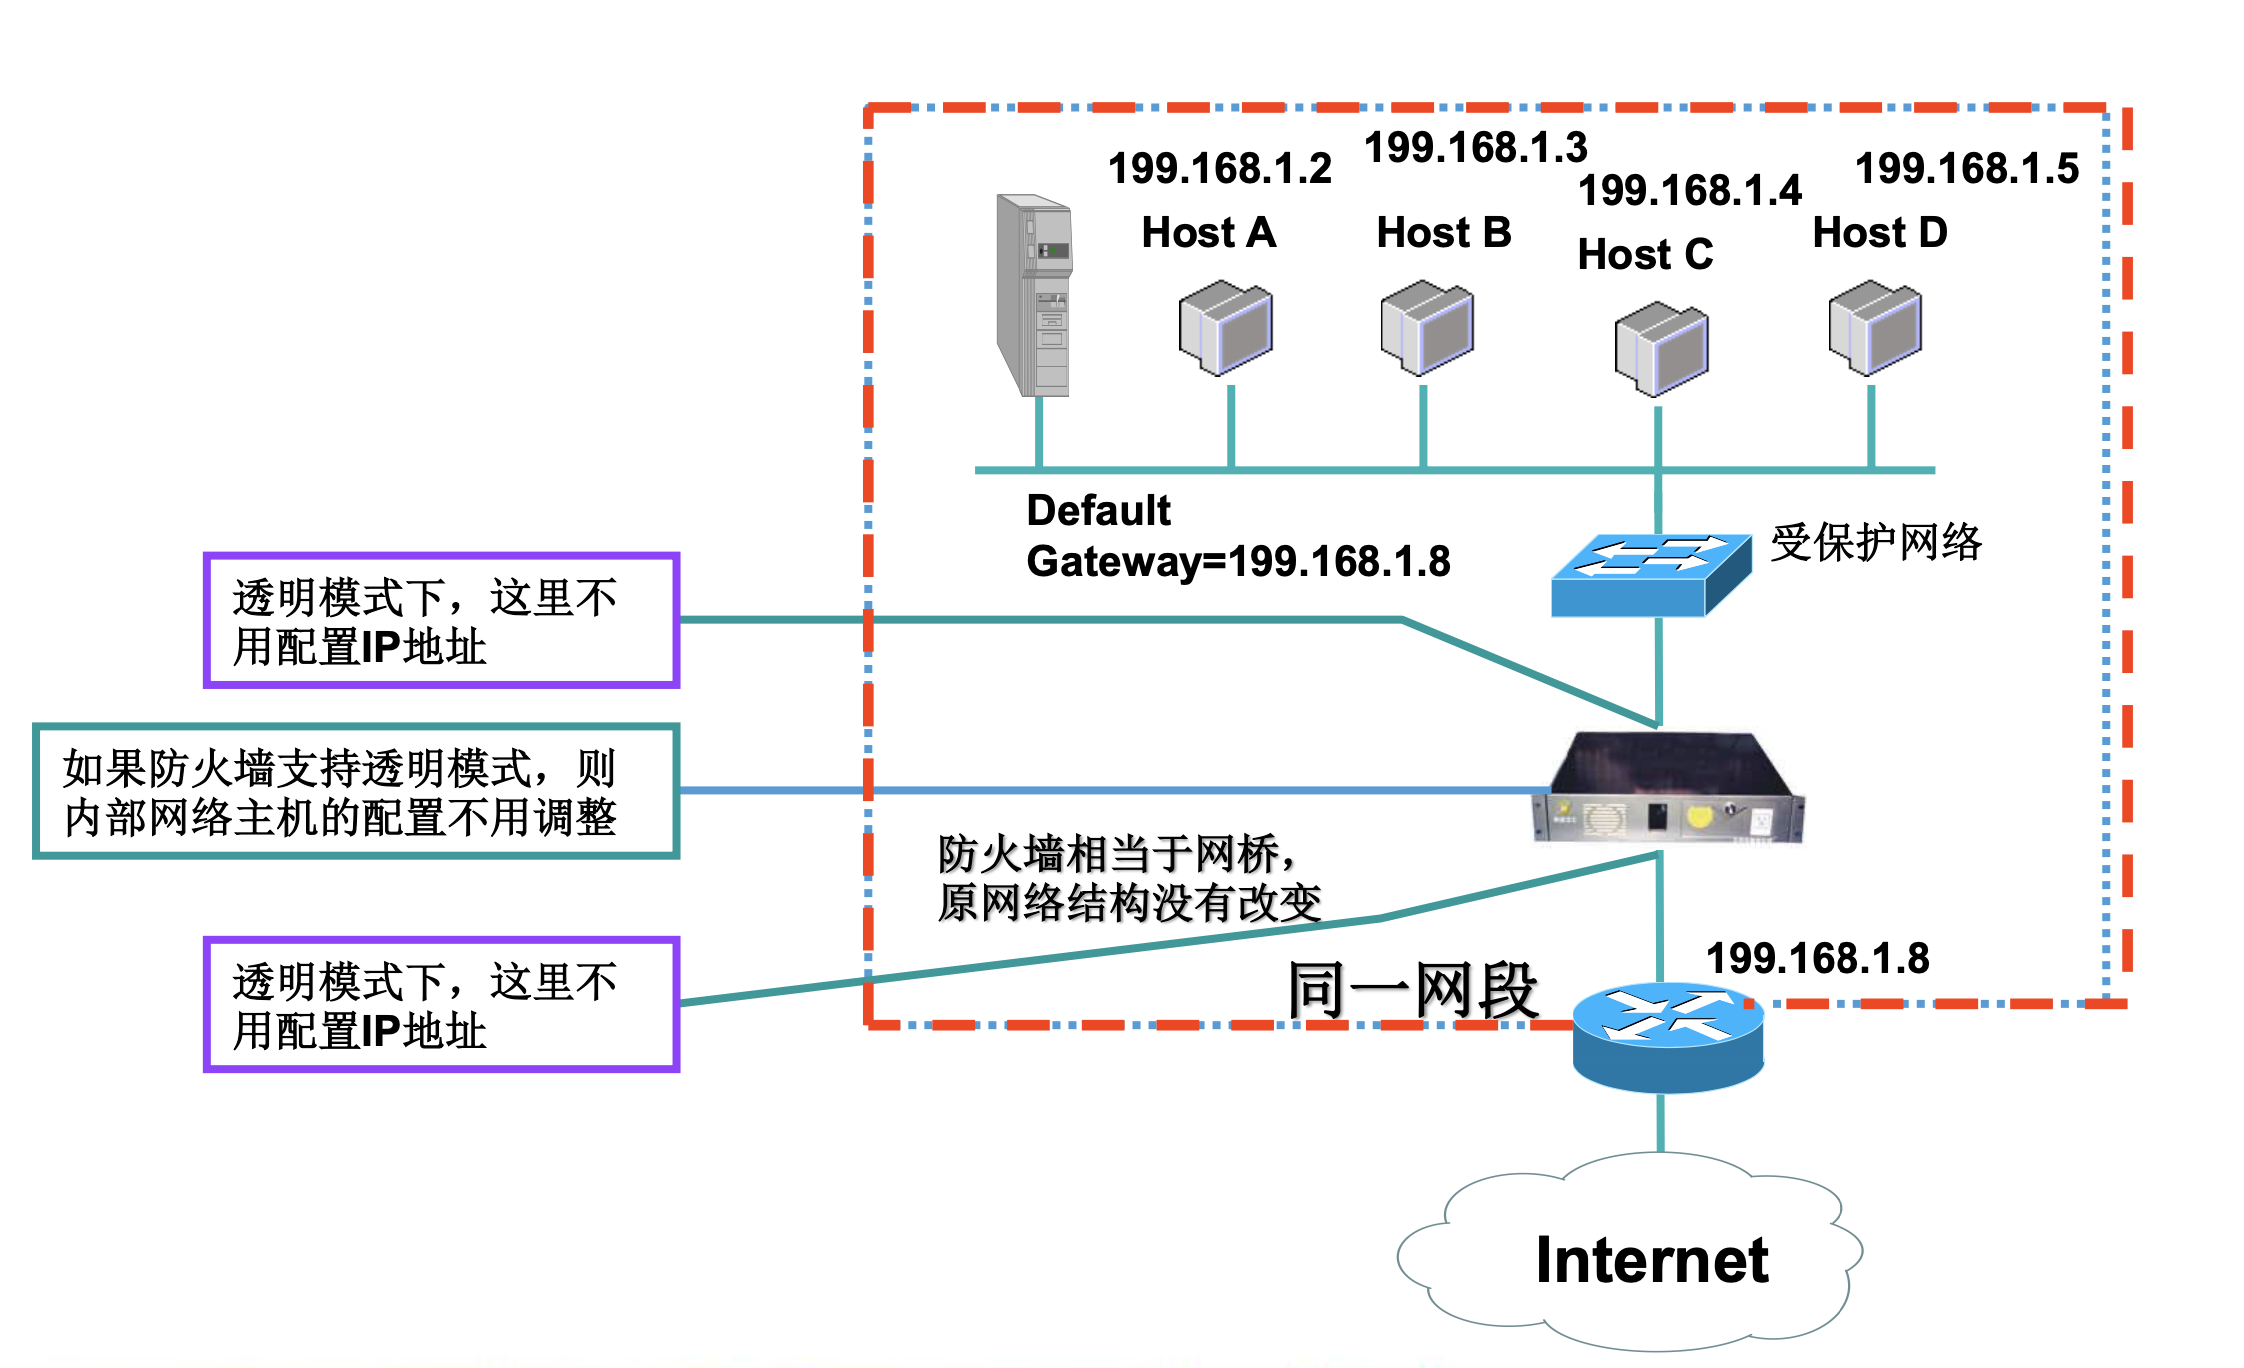 199.168.1.2
199.168.1.3
199.168.1.4
199.168.1.5
Host A
Host B
Host C
Host D
Default
Gateway=199.168.1.8
受保护网络
透明模式下，这里不
用配置IP地址
如果防火墙支持透明模式，则
内部网络主机的配置不用调整
防火墙相当于网桥，
原网络结构没有改变
透明模式下，这里不
用配置IP地址
同一网段
199.168.1.8
Internet